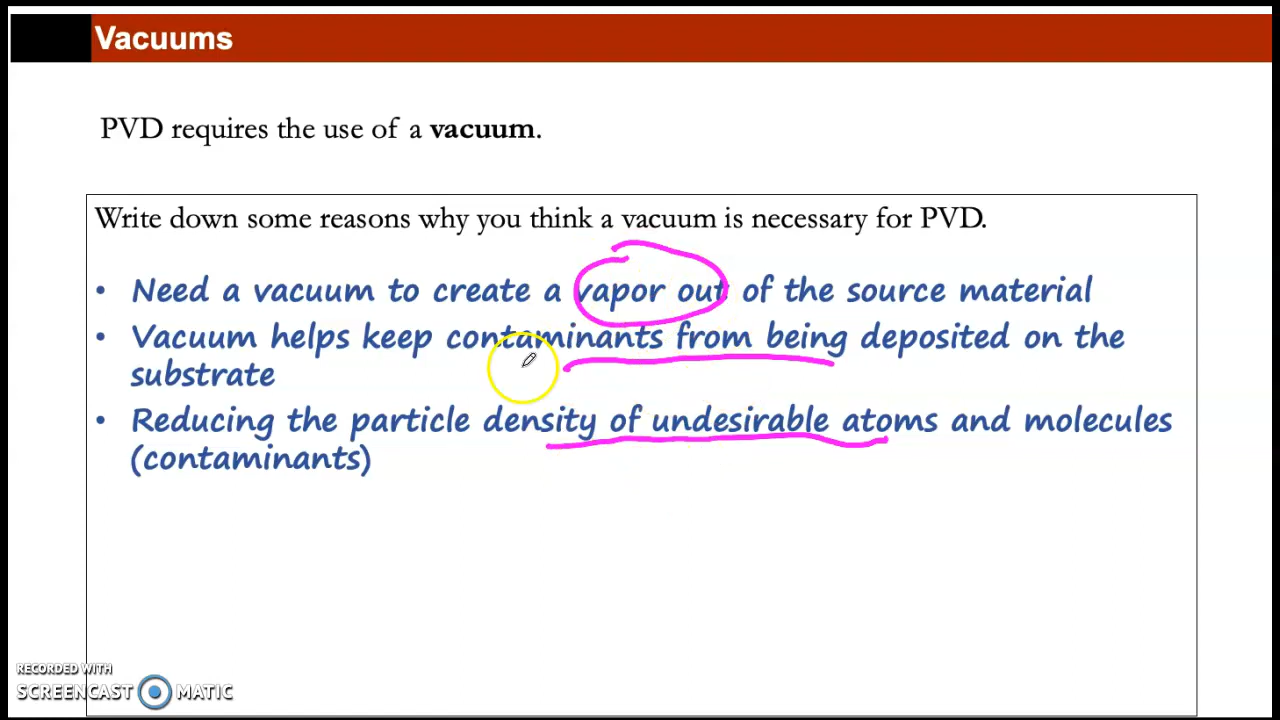 Vacuums
PVD requires the use of a vacuum.
Write down some reasons why you think a vacuum is necessary for PVD.
• Need a vacuum to create a vapor out of the source material
• Vacuum helps keep contaminants from being deposited on the
substrate
• Reducing the particle density of undesirable atoms and molecules
(contaminants)
RECORDED WITH
SCREENCAST MATIC